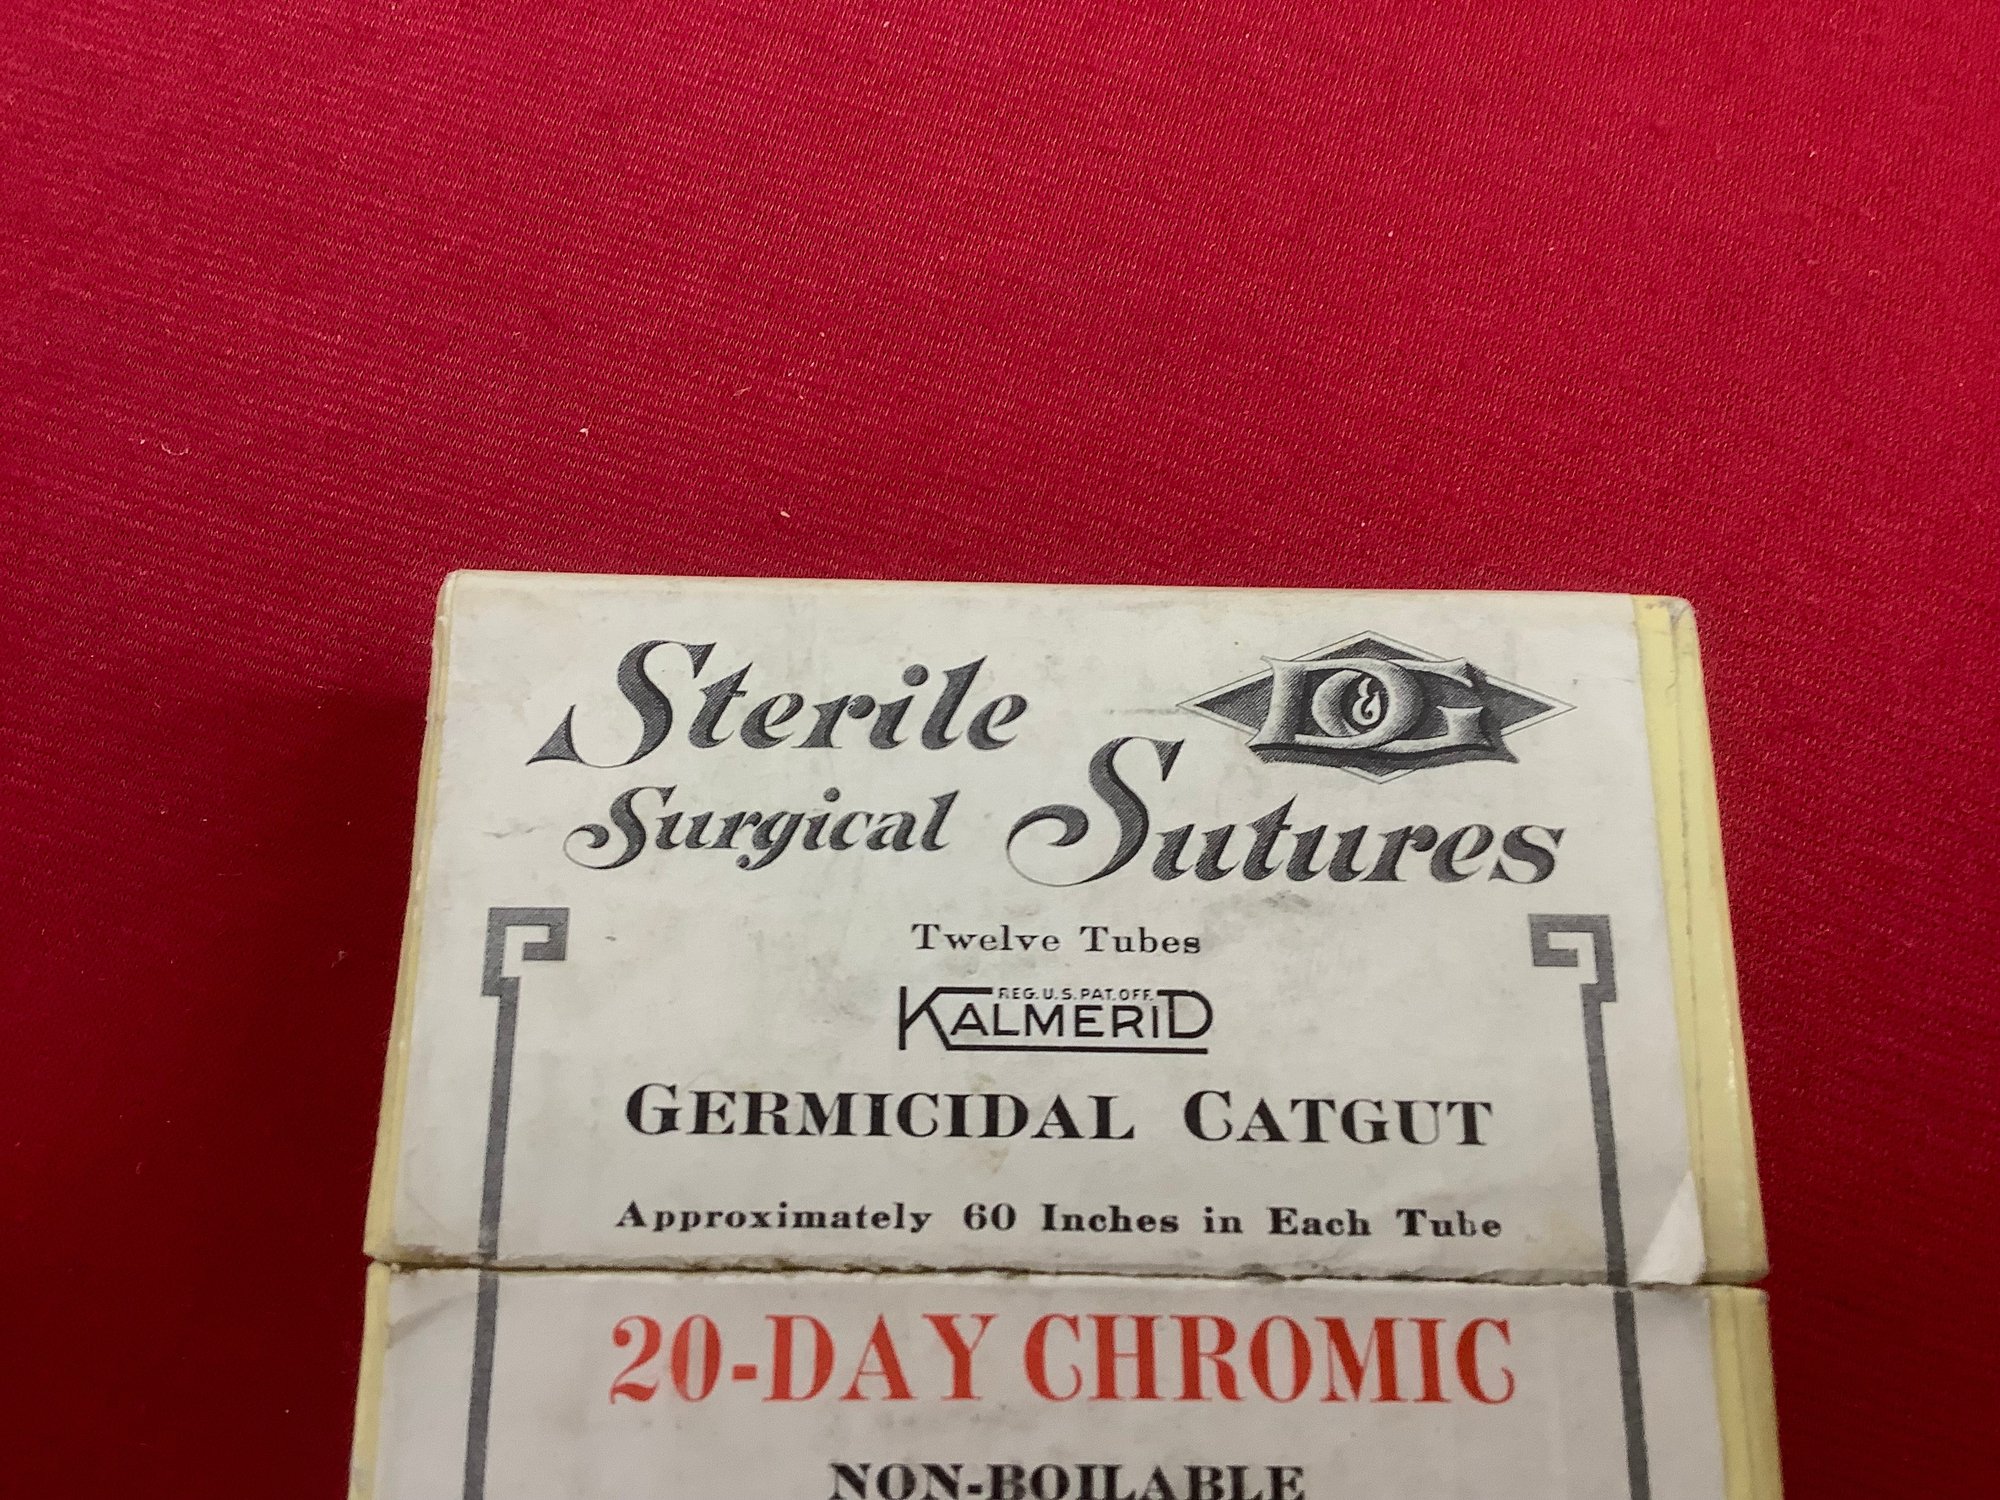 Sterile
D&G
Surgical Sutures
Twelve Tubes
REG. U.S. PAT. OFF.
KALMERID
GERMICIDAL CATGUT
Approximately 60 Inches in Each Tube
20-DAY CHROMIC
NON-BOILABLE